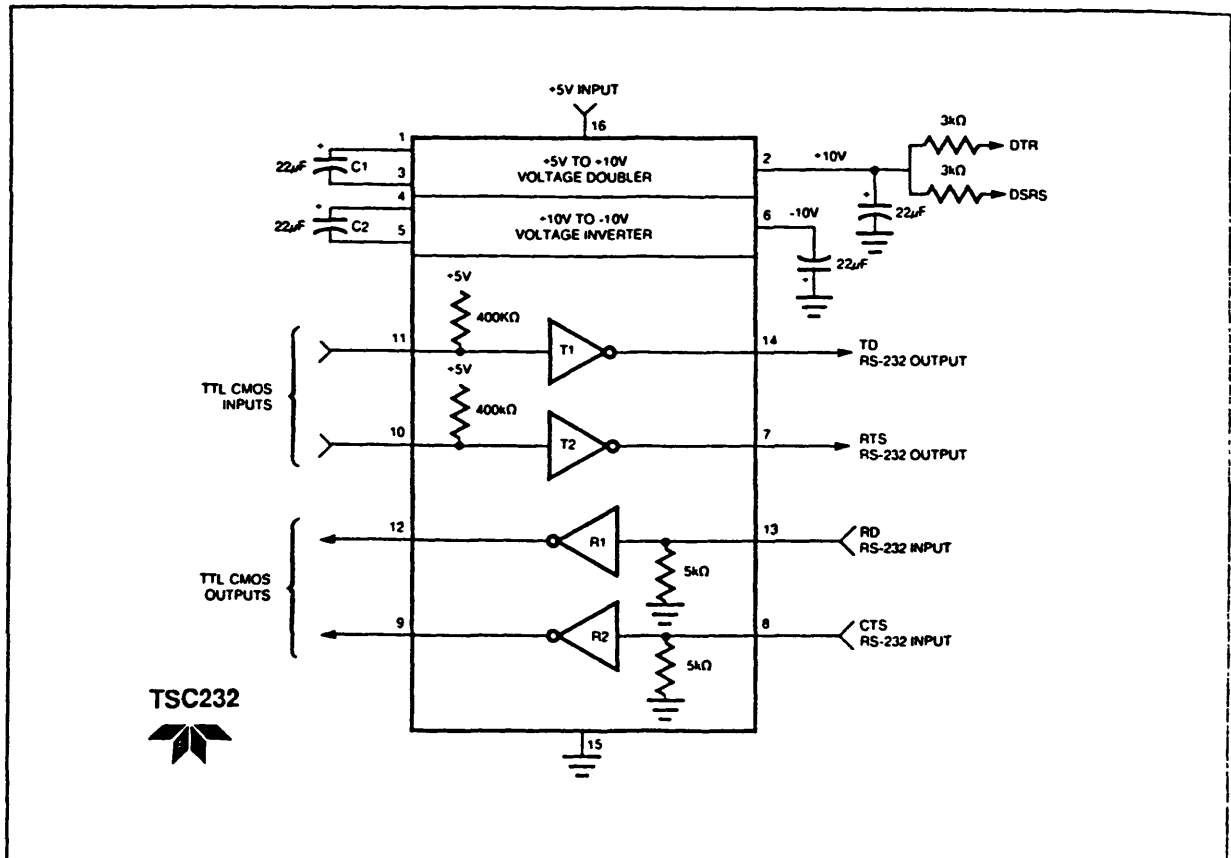 +5V INPUT
16
1
22µF
C1
3
+5V TO +10V
VOLTAGE DOUBLER
2
+10V
3kΩ
DTR
3kΩ
DSRS
+
22µF
4
22µF
C2
5
+10V TO -10V
VOLTAGE INVERTER
6
-10V
22µF
+
+5V
400KΩ
11
T1
14
TD
RS-232 OUTPUT
TTL CMOS
INPUTS
+5V
400kΩ
10
T2
7
RTS
RS-232 OUTPUT
12
R1
13
RD
RS-232 INPUT
5kΩ
TTL CMOS
OUTPUTS
9
R2
8
CTS
RS-232 INPUT
5kΩ
TSC232
15